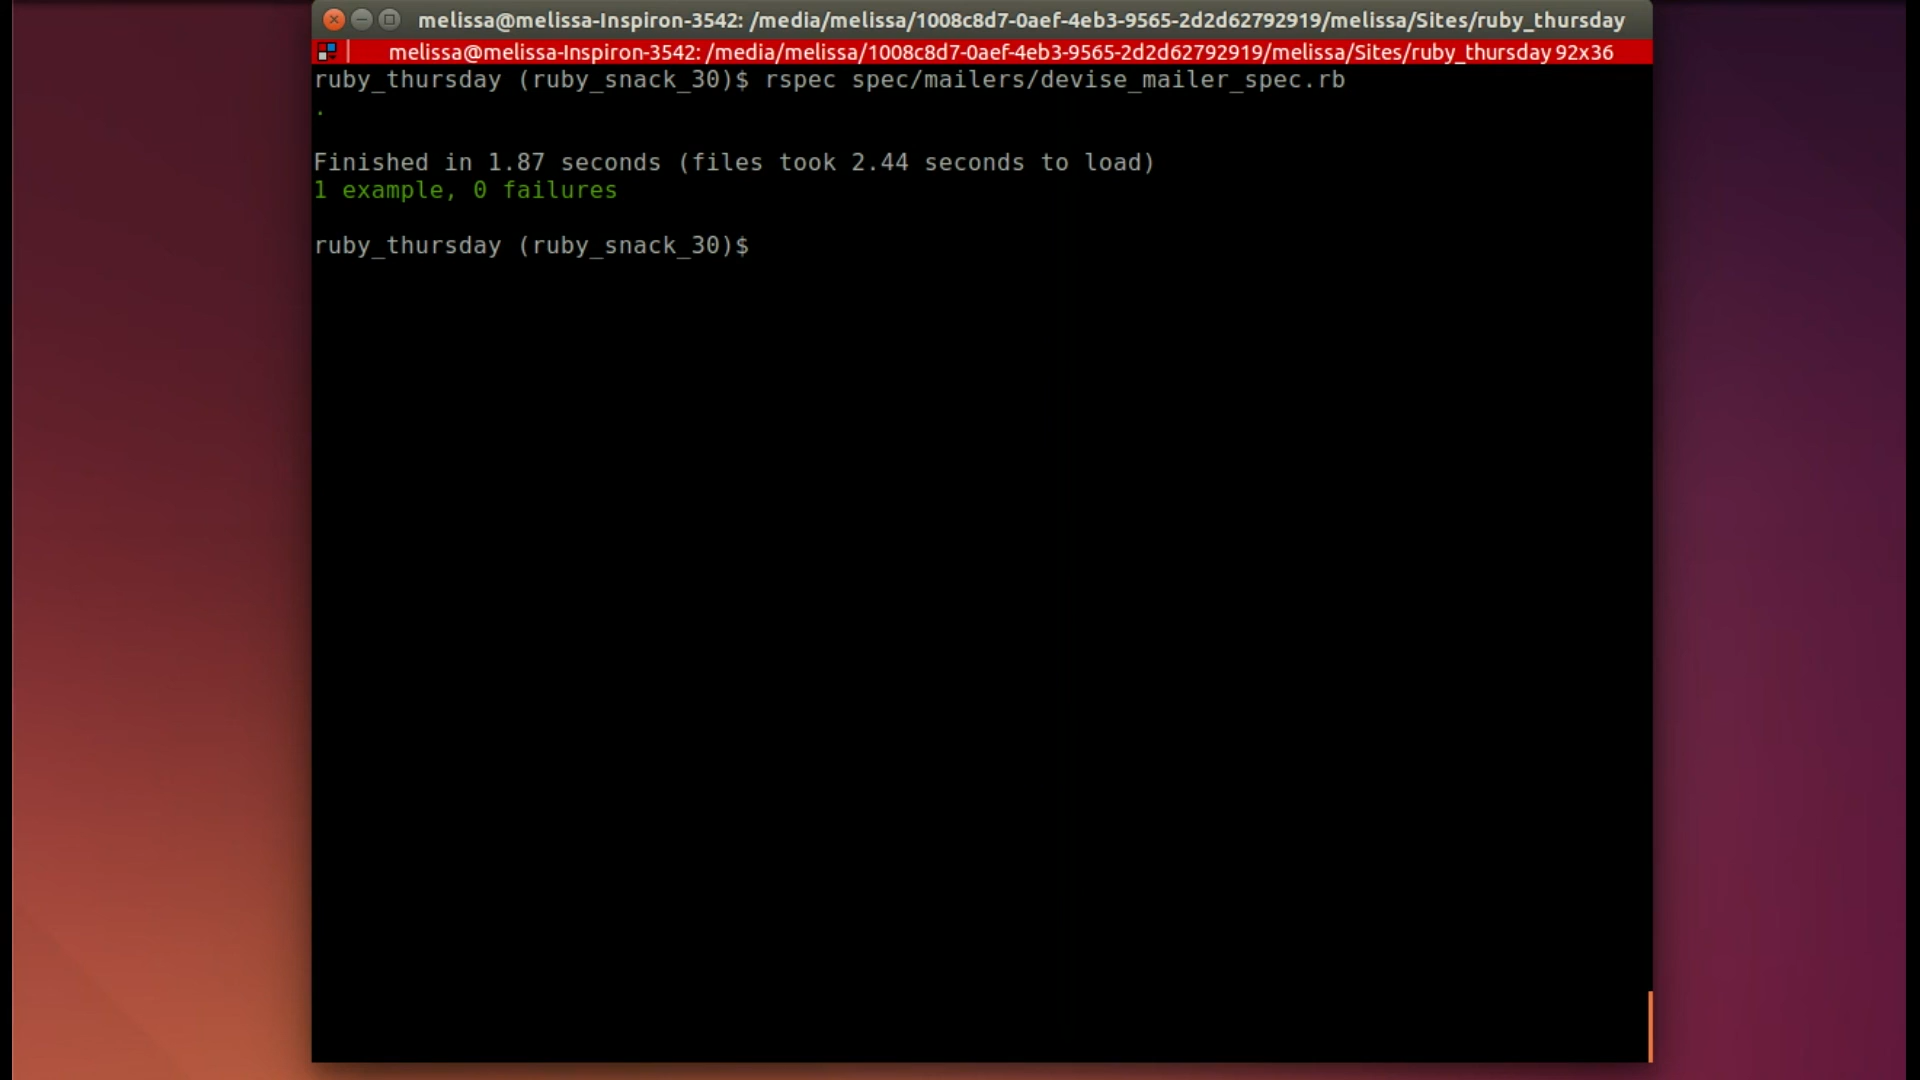 melissa@melissa-Inspiron-3542: /media/melissa/1008c8d7-0aef-4eb3-9565-2d2d62792919/melissa/Sites/ruby_thursday
melissa@melissa-Inspiron-3542: /media/melissa/1008c8d7-0aef-4eb3-9565-2d2d62792919/melissa/Sites/ruby_thursday 92x36
ruby_thursday (ruby_snack_30)$ rspec spec/mailers/devise_mailer_spec.rb
.
Finished in 1.87 seconds (files took 2.44 seconds to load)
1 example, 0 failures
ruby_thursday (ruby_snack_30)$